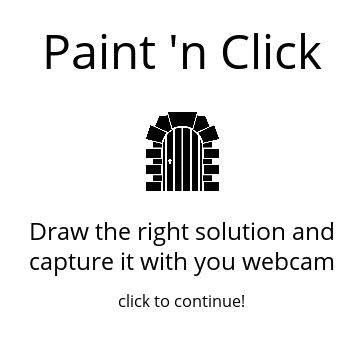 Paint 'n Click
Draw the right solution and
capture it with you webcam
click to continue!